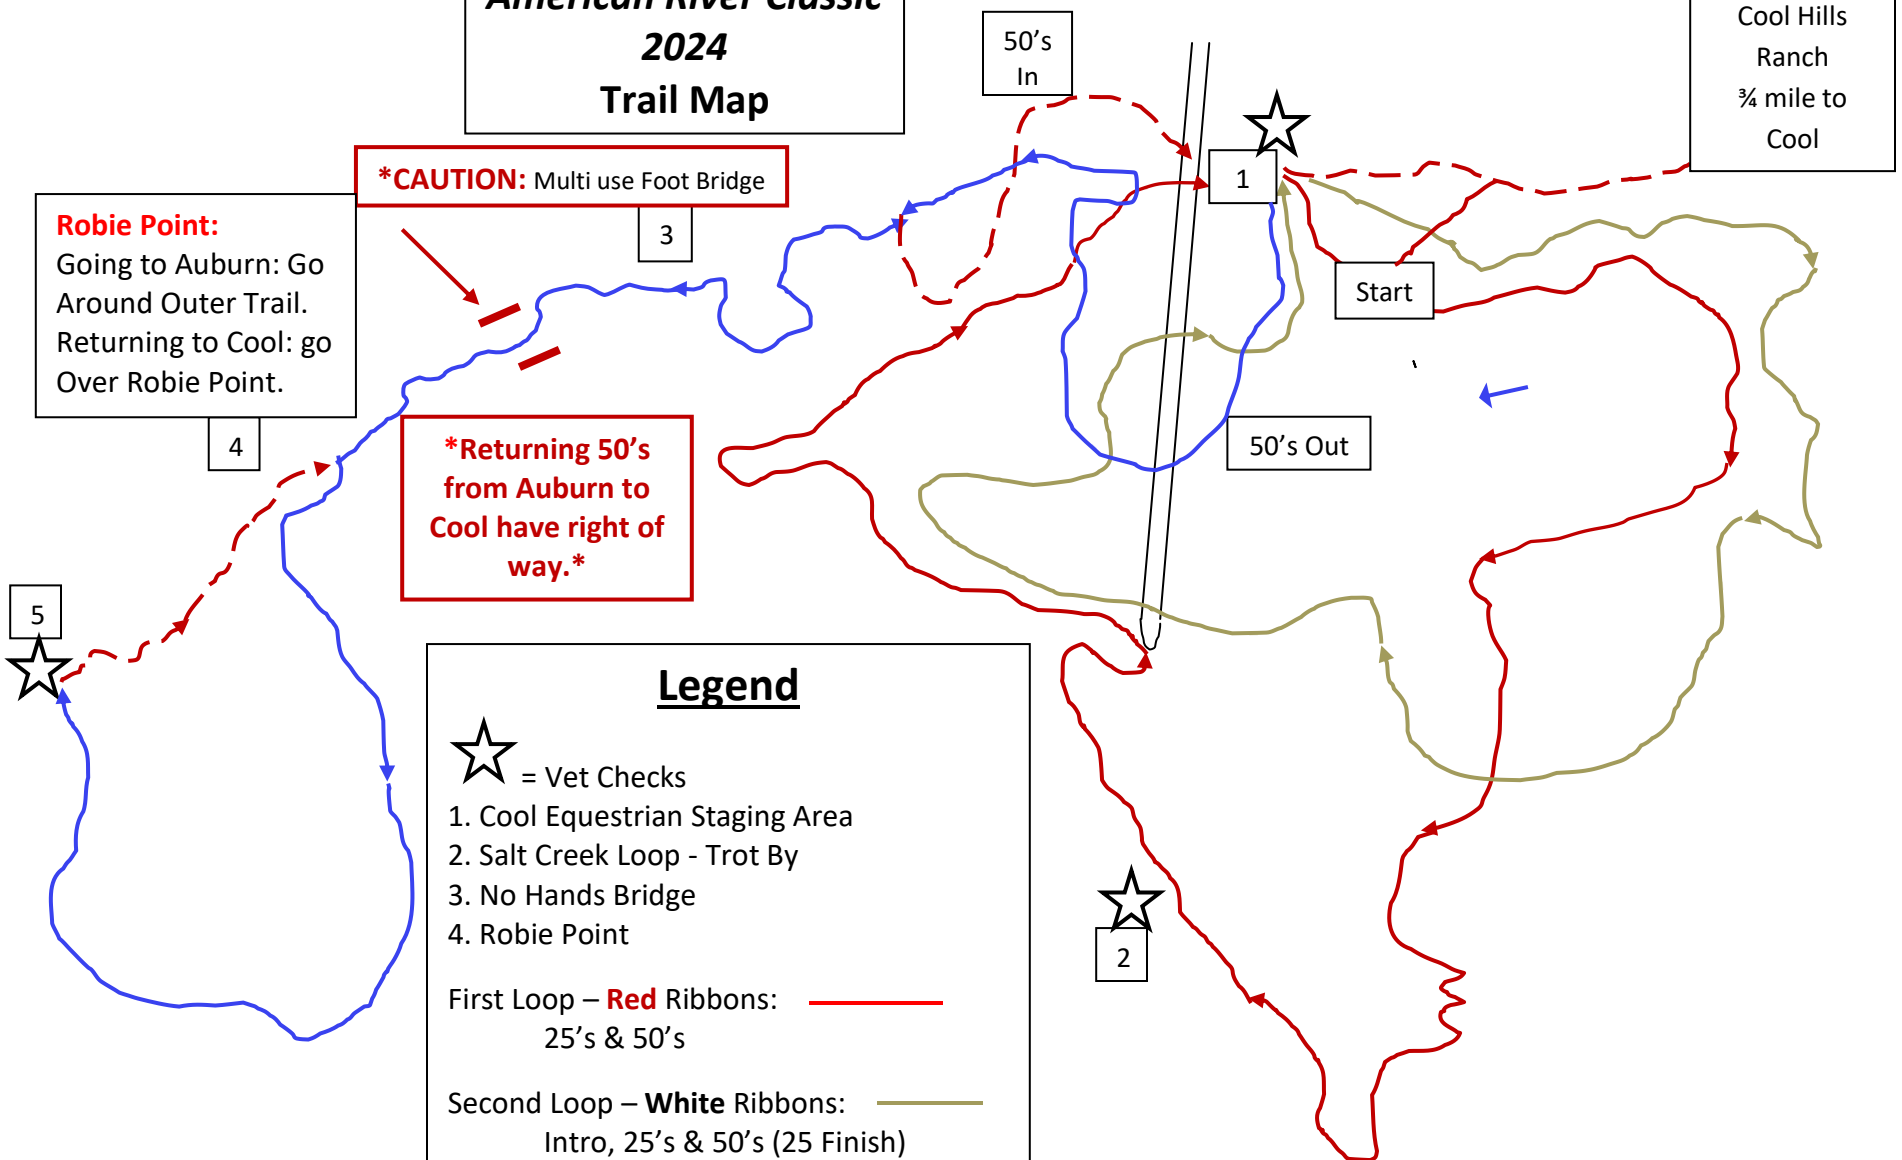 American River Classic
2024
Trail Map
50's
In
Cool Hills
Ranch
¾ mile to
Cool
*CAUTION: Multi use Foot Bridge
3
1
Robie Point:
Going to Auburn: Go
Around Outer Trail.
Returning to Cool: go
Over Robie Point.
4
Start
*Returning 50's
from Auburn to
Cool have right of
way.*
50's Out
5
2
Legend
= Vet Checks
1. Cool Equestrian Staging Area
2. Salt Creek Loop - Trot By
3. No Hands Bridge
4. Robie Point
First Loop – Red Ribbons:
25's & 50's
Second Loop – White Ribbons:
Intro, 25's & 50's (25 Finish)